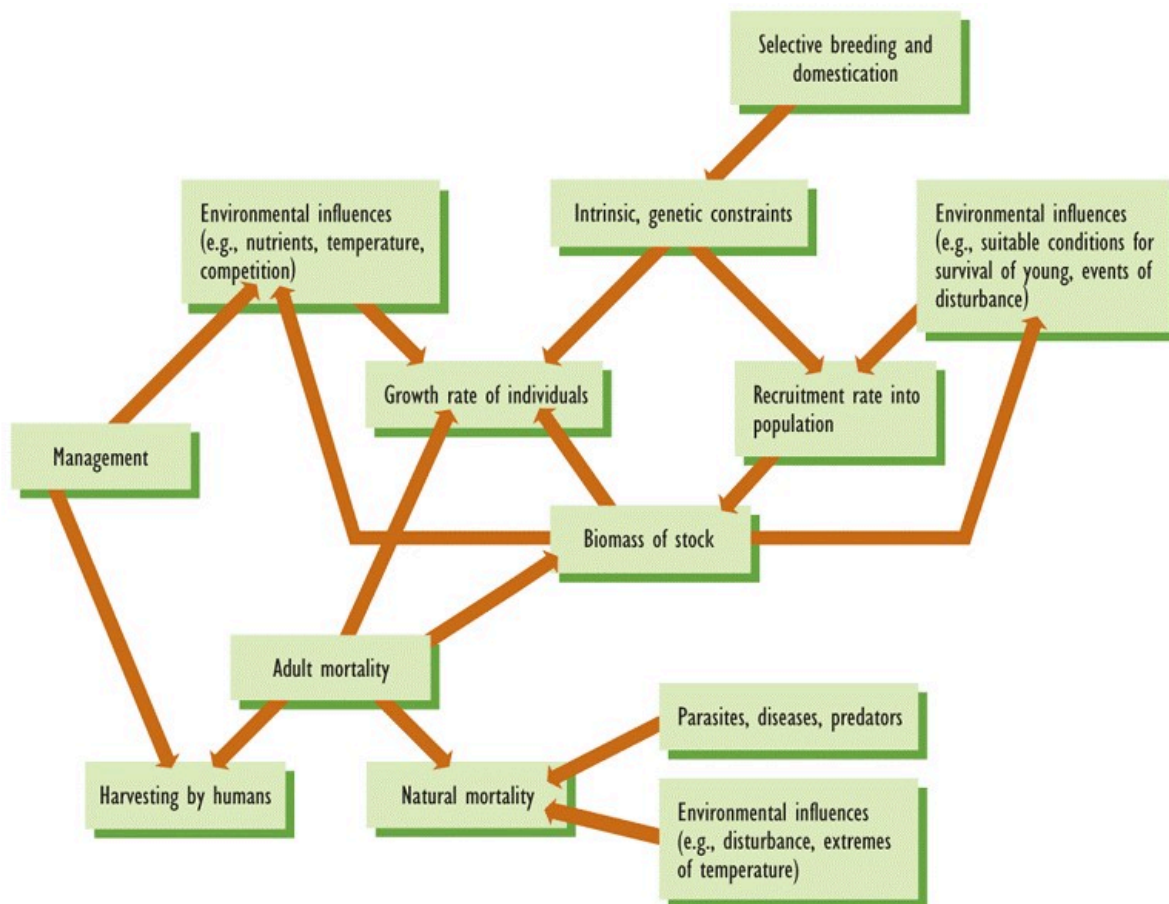 Selective breeding and
domestication
Environmental influences
(e.g., nutrients, temperature,
competition)
Intrinsic, genetic constraints
Environmental influences
(e.g., suitable conditions for
survival of young, events of
disturbance)
Growth rate of individuals
Recruitment rate into
population
Management
Biomass of stock
Adult mortality
Parasites, diseases, predators
Harvesting by humans
Natural mortality
Environmental influences
(e.g., disturbance, extremes
of temperature)